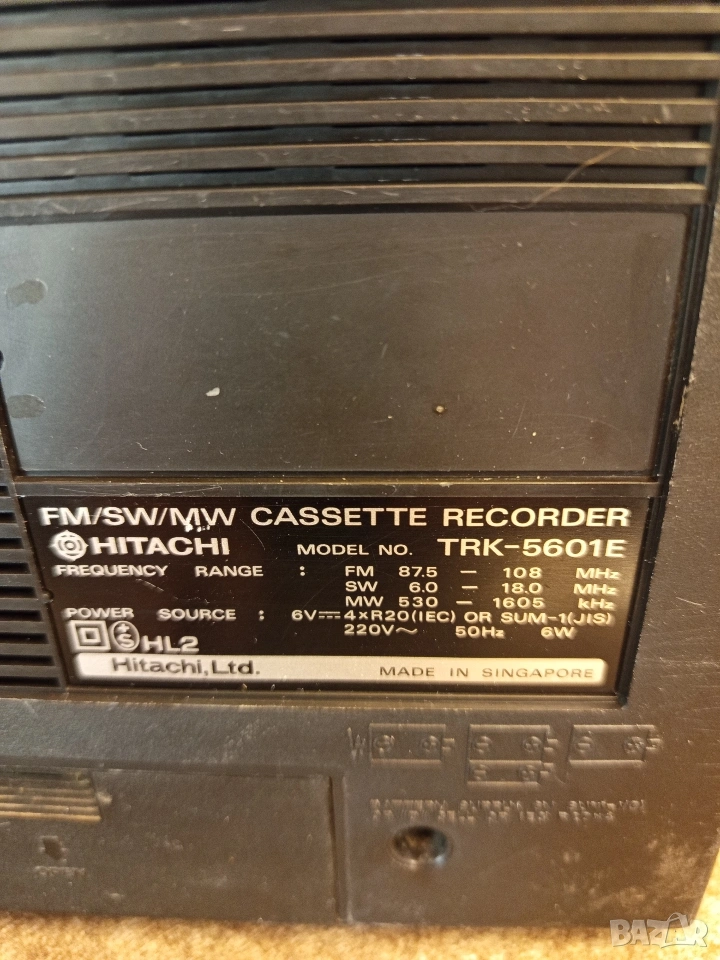 FM/SW/MW CASSETTE RECORDER
HITACHI MODEL NO. TRK-5601E
FREQUENCY RANGE : FM 87.5 — 108 MHz
SW 6.0 — 18.0 MHz
MW 530 — 1605 kHz
POWER SOURCE : 6V⎓4×R20(IEC) OR SUM-1(JIS)
220V～ 50Hz 6W
HL2
Hitachi, Ltd. MADE IN SINGAPORE
BAZAR